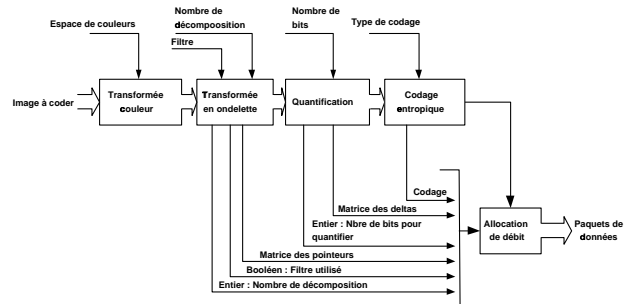 Espace de couleurs
Nombre de
décompoosition
Filtre
Nombre de
bits
Type de codage
Image à coder
Transformée
couleur
Transformée
en ondelette
Quantification
Codage
entropique
Codage
Matrice des deltas
Entier : Nbre de bits pour
quantifier
Matrice des pointeurs
Booléen : Filtre utilisé
Entier : Nombre de décomposition
Allocation
de débit
Paquets de
données